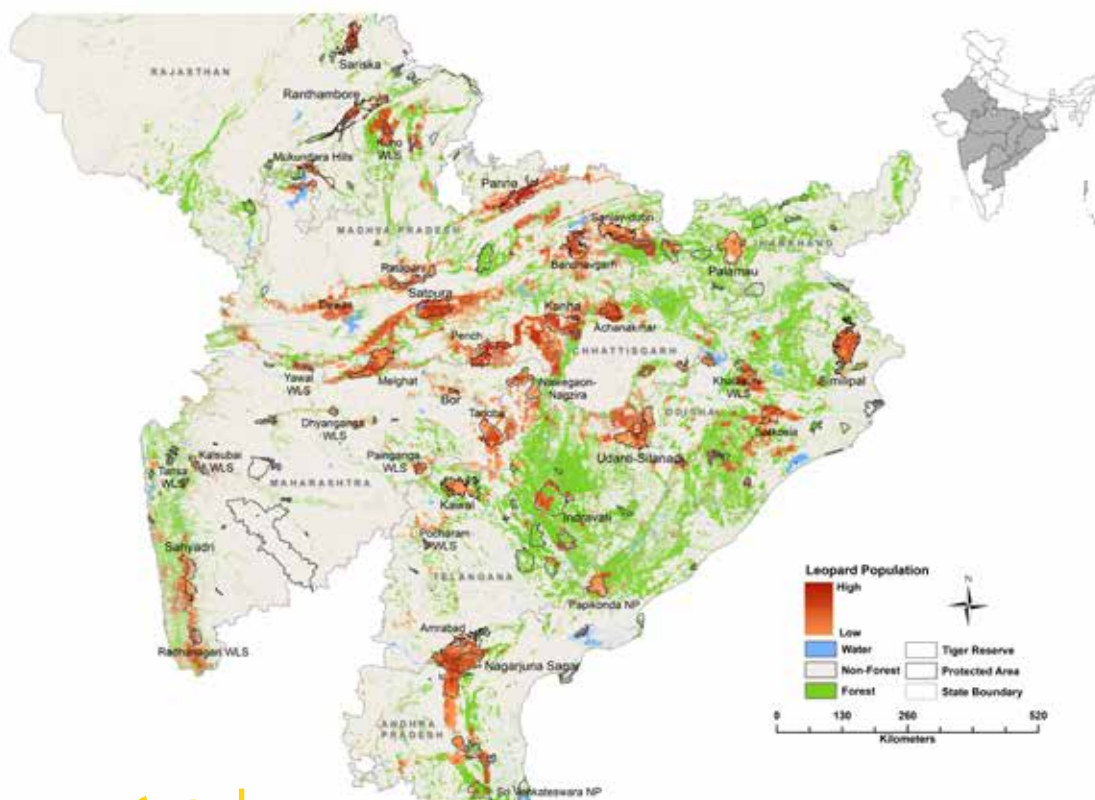 Sariska
RAJASTHAN
Ranthambore
Kuno
WLS
Mukundara Hills
Panna
Sanjay-dubri
MADHYA PRADESH
JHARKHAND
Bandhavgarh
Palamau
Ratapani
Satpura
Dewas
Kanha
Achanakmar
Pench
CHHATTISGARH
Similipal
Yawal
WLS
Melghat
Nawegaon-
Nagzira
WLS
Bor
Tadoba
ODISHA
Satkosia
Dhyanganga
WLS
Udanti-Sitanadi
Kalsubai
WLS
Tansa
WLS
Painganga
WLS
MAHARASHTRA
Kawal
Indravati
Pocharam
WLS
Sahyadri
TELANGANA
Papikonda NP
Amrabad
Radhanagari WLS
Nagarjuna Sagar
ANDHRA
PRADESH
Sri Venkateswara NP
Leopard Population
High
Low
Water
Non-Forest
Forest
N
Tiger Reserve
Protected Area
State Boundary
0 130 260 520
Kilometers